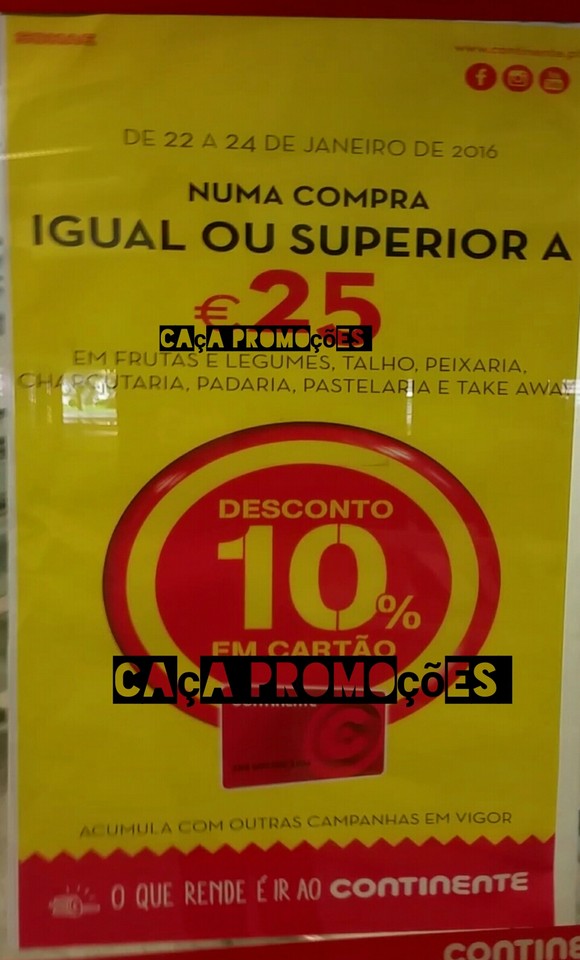 www.continente.pt
DE 22 A 24 DE JANEIRO DE 2016
NUMA COMPRA
IGUAL OU SUPERIOR A
€ 25
CAÇA PROMOÇÕES
EM FRUTAS E LEGUMES, TALHO, PEIXARIA,
CHARCUTARIA, PADARIA, PASTELARIA E TAKE AWAY
DESCONTO
10%
EM CARTÃO
CAÇA PROMOÇÕES
CONTINENTE
ACUMULA COM OUTRAS CAMPANHAS EM VIGOR
O QUE RENDE É IR AO CONTINENTE
CONTINENTE